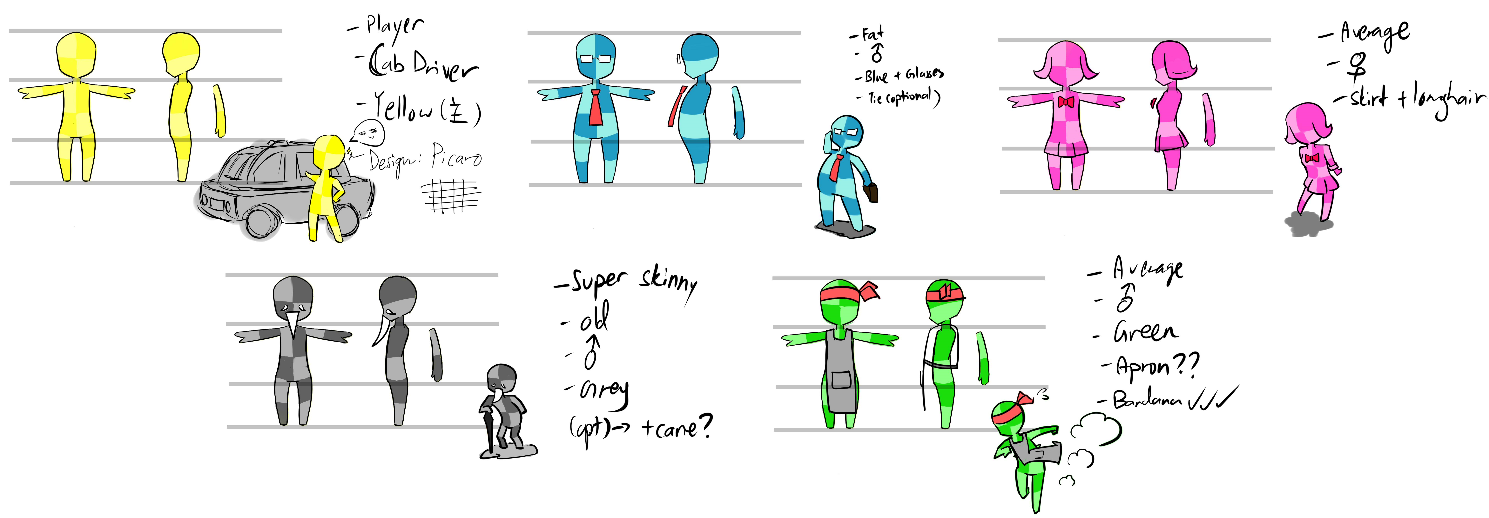 - Player
- Cab Driver
- Yellow (主)
Design: Picaro
- Fat
- ♂
- Blue + Glasses
- Tie (optional)
- Average
- ♀
- skirt + longhair
- Super skinny
- old
- ♂
- Grey
(opt) → + cane?
- Average
- ♂
- Green
- Apron??
- Bandana ✓✓✓